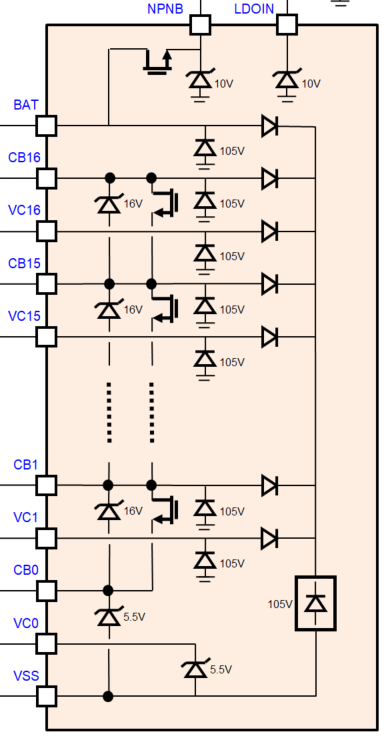 NPNB LDOIN
10V 10V
BAT
105V
CB16
16V 105V
VC16
105V
CB15
16V 105V
VC15
105V
CB1
16V 105V
VC1
105V
CB0
105V
5.5V
VC0
5.5V
VSS